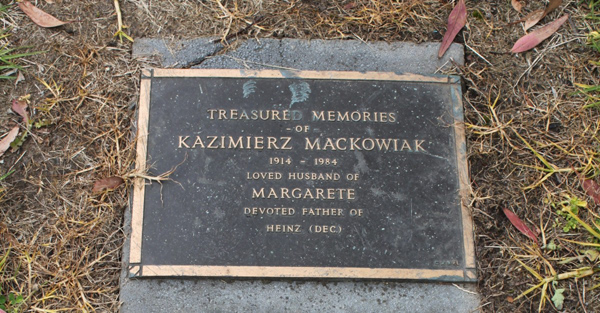 TREASURED MEMORIES
- OF -
KAZIMIERZ MACKOWIAK
1914 - 1984
LOVED HUSBAND OF
MARGARETE
DEVOTED FATHER OF
HEINZ (DEC.)